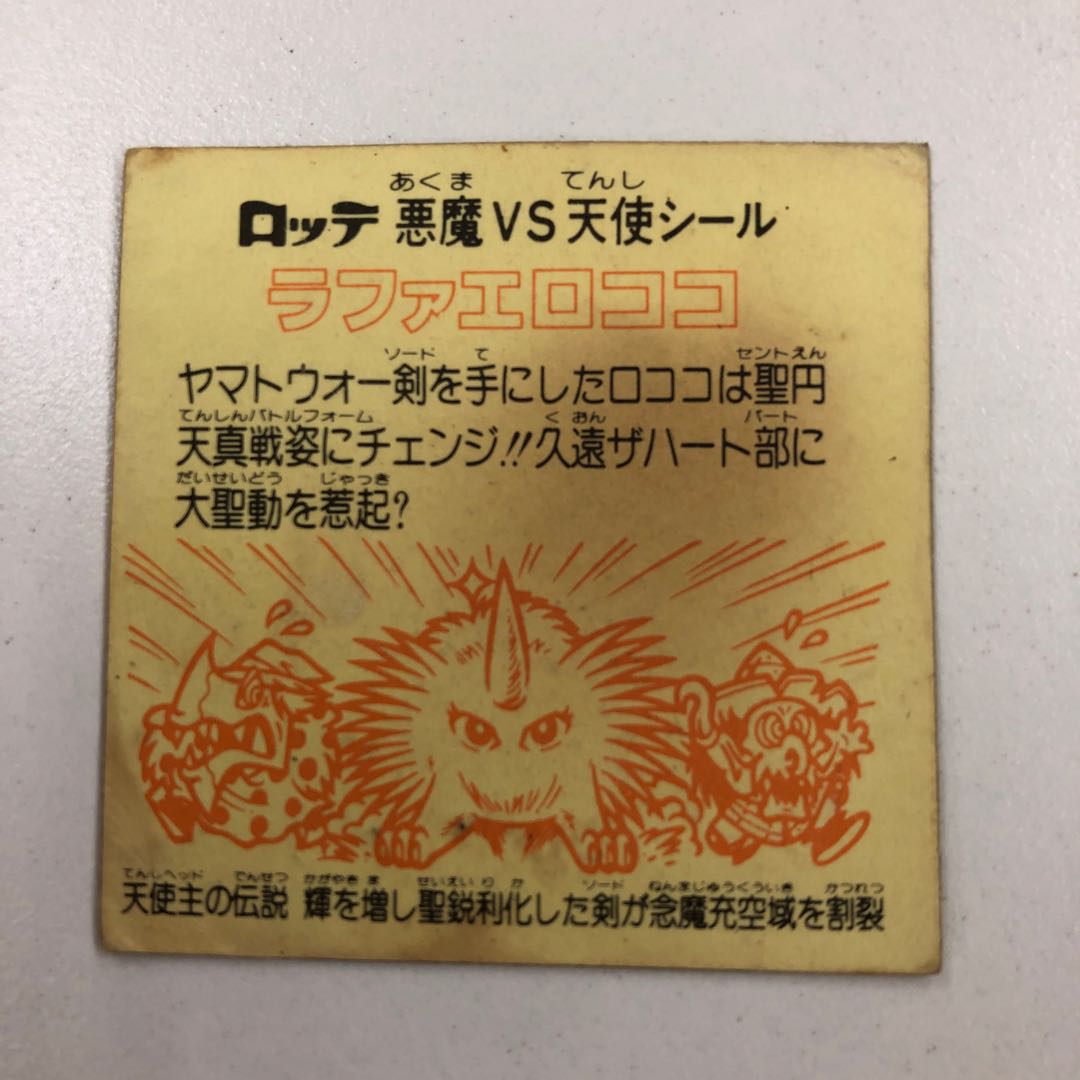 あくま てんし
ロッテ 悪魔VS天使シール
ラファエロココ
ソード て セントえん
ヤマトウォー剣を手にしたロココは聖円
てんしんバトルフォーム くおん パート
天真戦姿にチェンジ!!久遠ザハート部に
だいせいどう じゃっき
大聖動を惹起?
てんしヘッド でんせつ かがやき ま せいえいりか ソード ねんまじゅうくういき かつれつ
天使主の伝説 輝を増し聖鋭利化した剣が念魔充空域を割裂